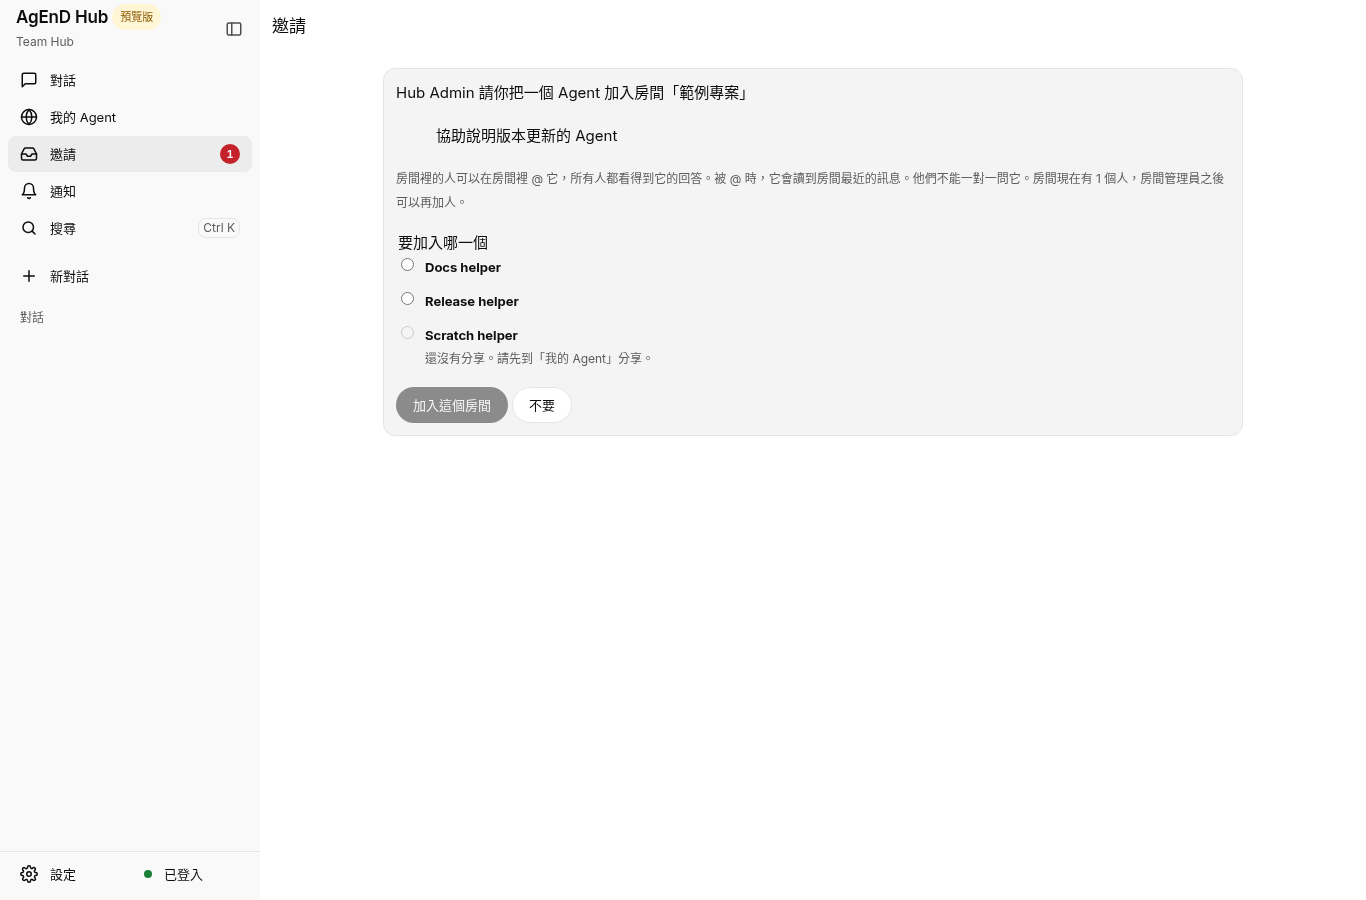 AgEnD Hub 預覽版
Team Hub
對話
我的 Agent
邀請 1
通知
搜尋 Ctrl K
新對話
對話
設定 已登入
邀請
Hub Admin 請你把一個 Agent 加入房間「範例專案」
協助說明版本更新的 Agent
房間裡的人可以在房間裡 @ 它，所有人都看得到它的回答。被 @ 時，它會讀到房間最近的訊息。他們不能一對一問它。房間現在有 1 個人，房間管理員之後
可以再加人。
要加入哪一個
Docs helper
Release helper
Scratch helper
還沒有分享。請先到「我的 Agent」分享。
加入這個房間 不要